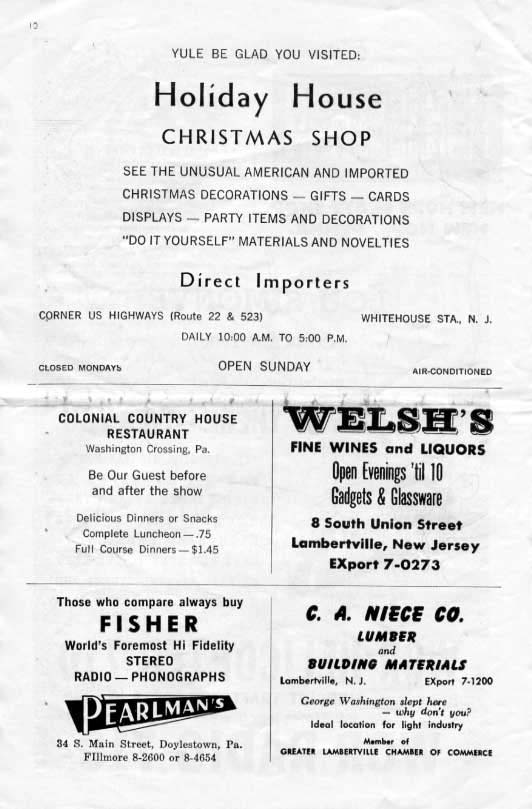 10
YULE BE GLAD YOU VISITED:
Holiday House
CHRISTMAS SHOP
SEE THE UNUSUAL AMERICAN AND IMPORTED
CHRISTMAS DECORATIONS — GIFTS — CARDS
DISPLAYS — PARTY ITEMS AND DECORATIONS
"DO IT YOURSELF" MATERIALS AND NOVELTIES
Direct Importers
CORNER US HIGHWAYS (Route 22 & 523)
WHITEHOUSE STA., N. J.
DAILY 10:00 A.M. TO 5:00 P.M.
CLOSED MONDAYS
OPEN SUNDAY
AIR-CONDITIONED
COLONIAL COUNTRY HOUSE
RESTAURANT
Washington Crossing, Pa.
Be Our Guest before
and after the show
Delicious Dinners or Snacks
Complete Luncheon — .75
Full Course Dinners — $1.45
WELSH'S
FINE WINES and LIQUORS
Open Evenings 'til 10
Gadgets & Glassware
8 South Union Street
Lambertville, New Jersey
EXport 7-0273
Those who compare always buy
FISHER
World's Foremost Hi Fidelity
STEREO
RADIO — PHONOGRAPHS
PEARLMAN'S
34 S. Main Street, Doylestown, Pa.
FIllmore 8-2600 or 8-4654
C. A. NIECE CO.
LUMBER
and
BUILDING MATERIALS
Lambertville, N. J. EXport 7-1200
George Washington slept here
— why don't you?
Ideal location for light industry
Member of
GREATER LAMBERTVILLE CHAMBER OF COMMERCE